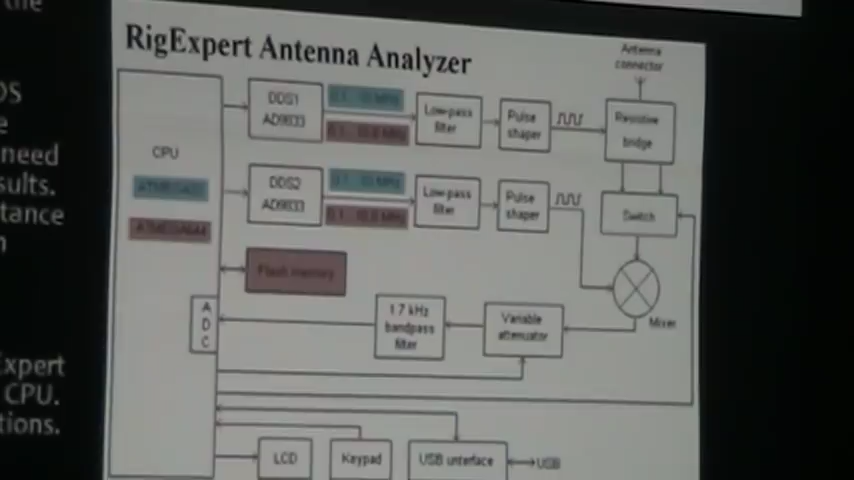 the
RigExpert Antenna Analyzer
Antenna
connector
DS
need
sults.
tance
Expert
CPU.
tions.
CPU
DDS1
AD9833
Low-pass
filter
Pulse
shaper
Resistive
bridge
DDS2
AD9833
Low-pass
filter
Pulse
shaper
Switch
Flash memory
A
D
C
1.7 kHz
bandpass
filter
Variable
attenuator
Mixer
LCD
Keypad
USB interface
USB